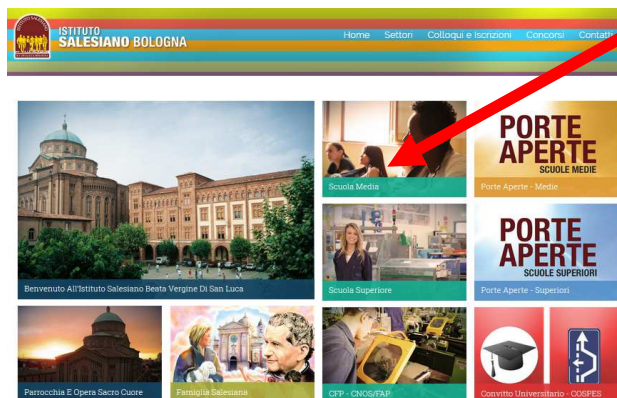 ISTITUTO
SALESIANO BOLOGNA
Home Settori Colloqui e Iscrizioni Concorsi Contatti
Benvenuto All'Istituto Salesiano Beata Vergine Di San Luca
Scuola Media
PORTE
APERTE
SCUOLE MEDIE
Porte Aperte - Medie
Scuola Superiore
PORTE
APERTE
SCUOLE SUPERIORI
Porte Aperte - Superiori
Parrocchia E Opera Sacro Cuore
Famiglia Salesiana
CFP - CNOS/FAP
Convitto Universitario - COSPES